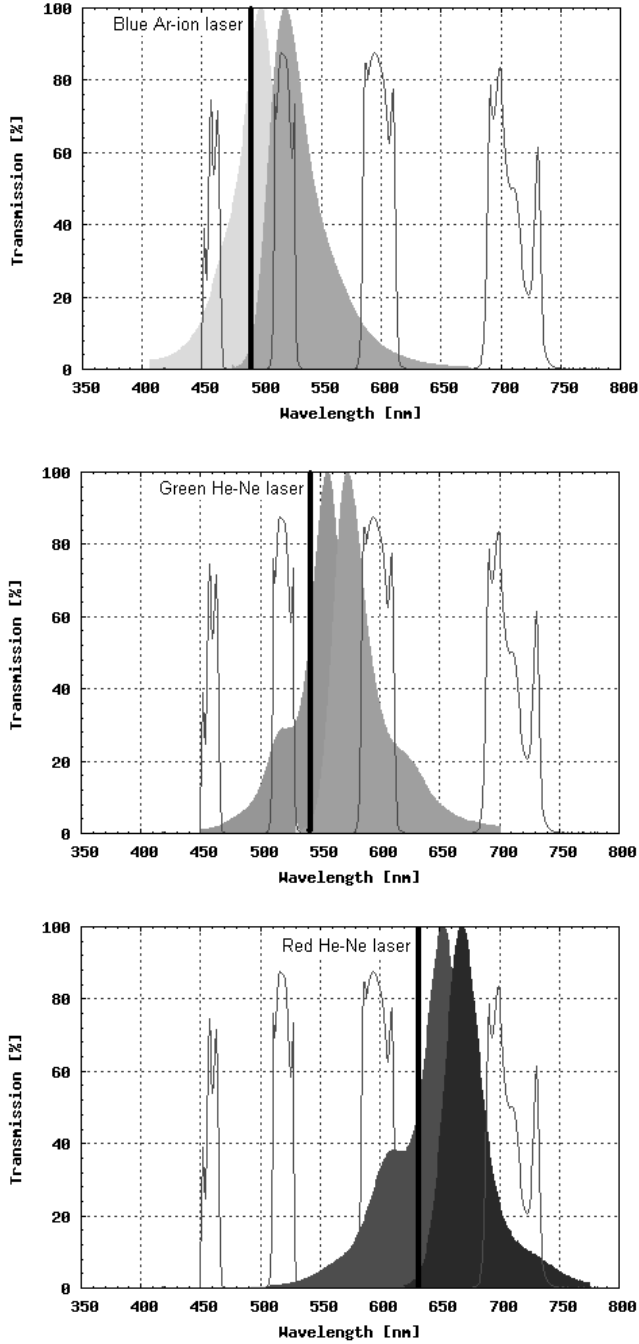 Blue Ar-ion laser
Transmission [%]
100
80
60
40
20
0
350 400 450 500 550 600 650 700 750 800
Wavelength [nm]
Green He-Ne laser
Transmission [%]
100
80
60
40
20
0
350 400 450 500 550 600 650 700 750 800
Wavelength [nm]
Red He-Ne laser
Transmission [%]
100
80
60
40
20
0
350 400 450 500 550 600 650 700 750 800
Wavelength [nm]